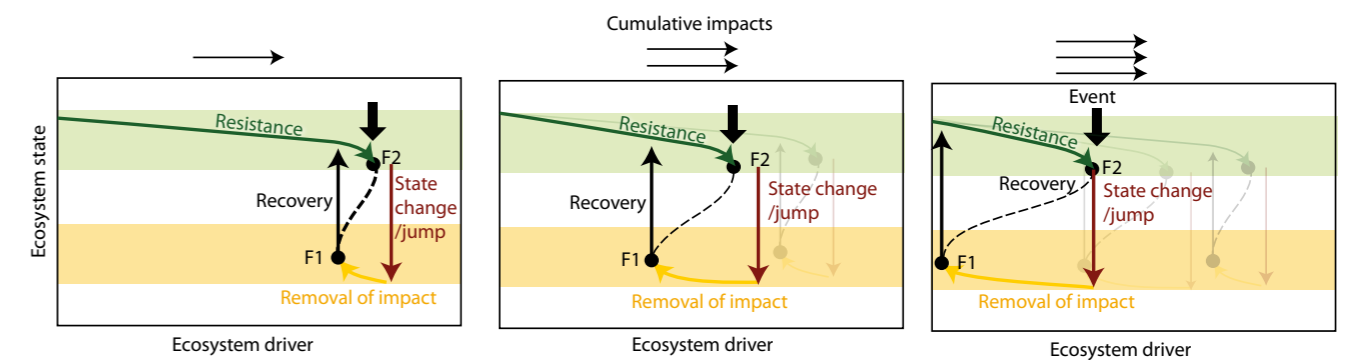 Cumulative impacts
Ecosystem state
Resistance
F2
Recovery
State
change
/jump
F1
Removal of impact
Ecosystem driver
Resistance
F2
Recovery
State change
/jump
F1
Removal of impact
Ecosystem driver
Event
Resistance
F2
Recovery
State change
/jump
F1
Removal of impact
Ecosystem driver